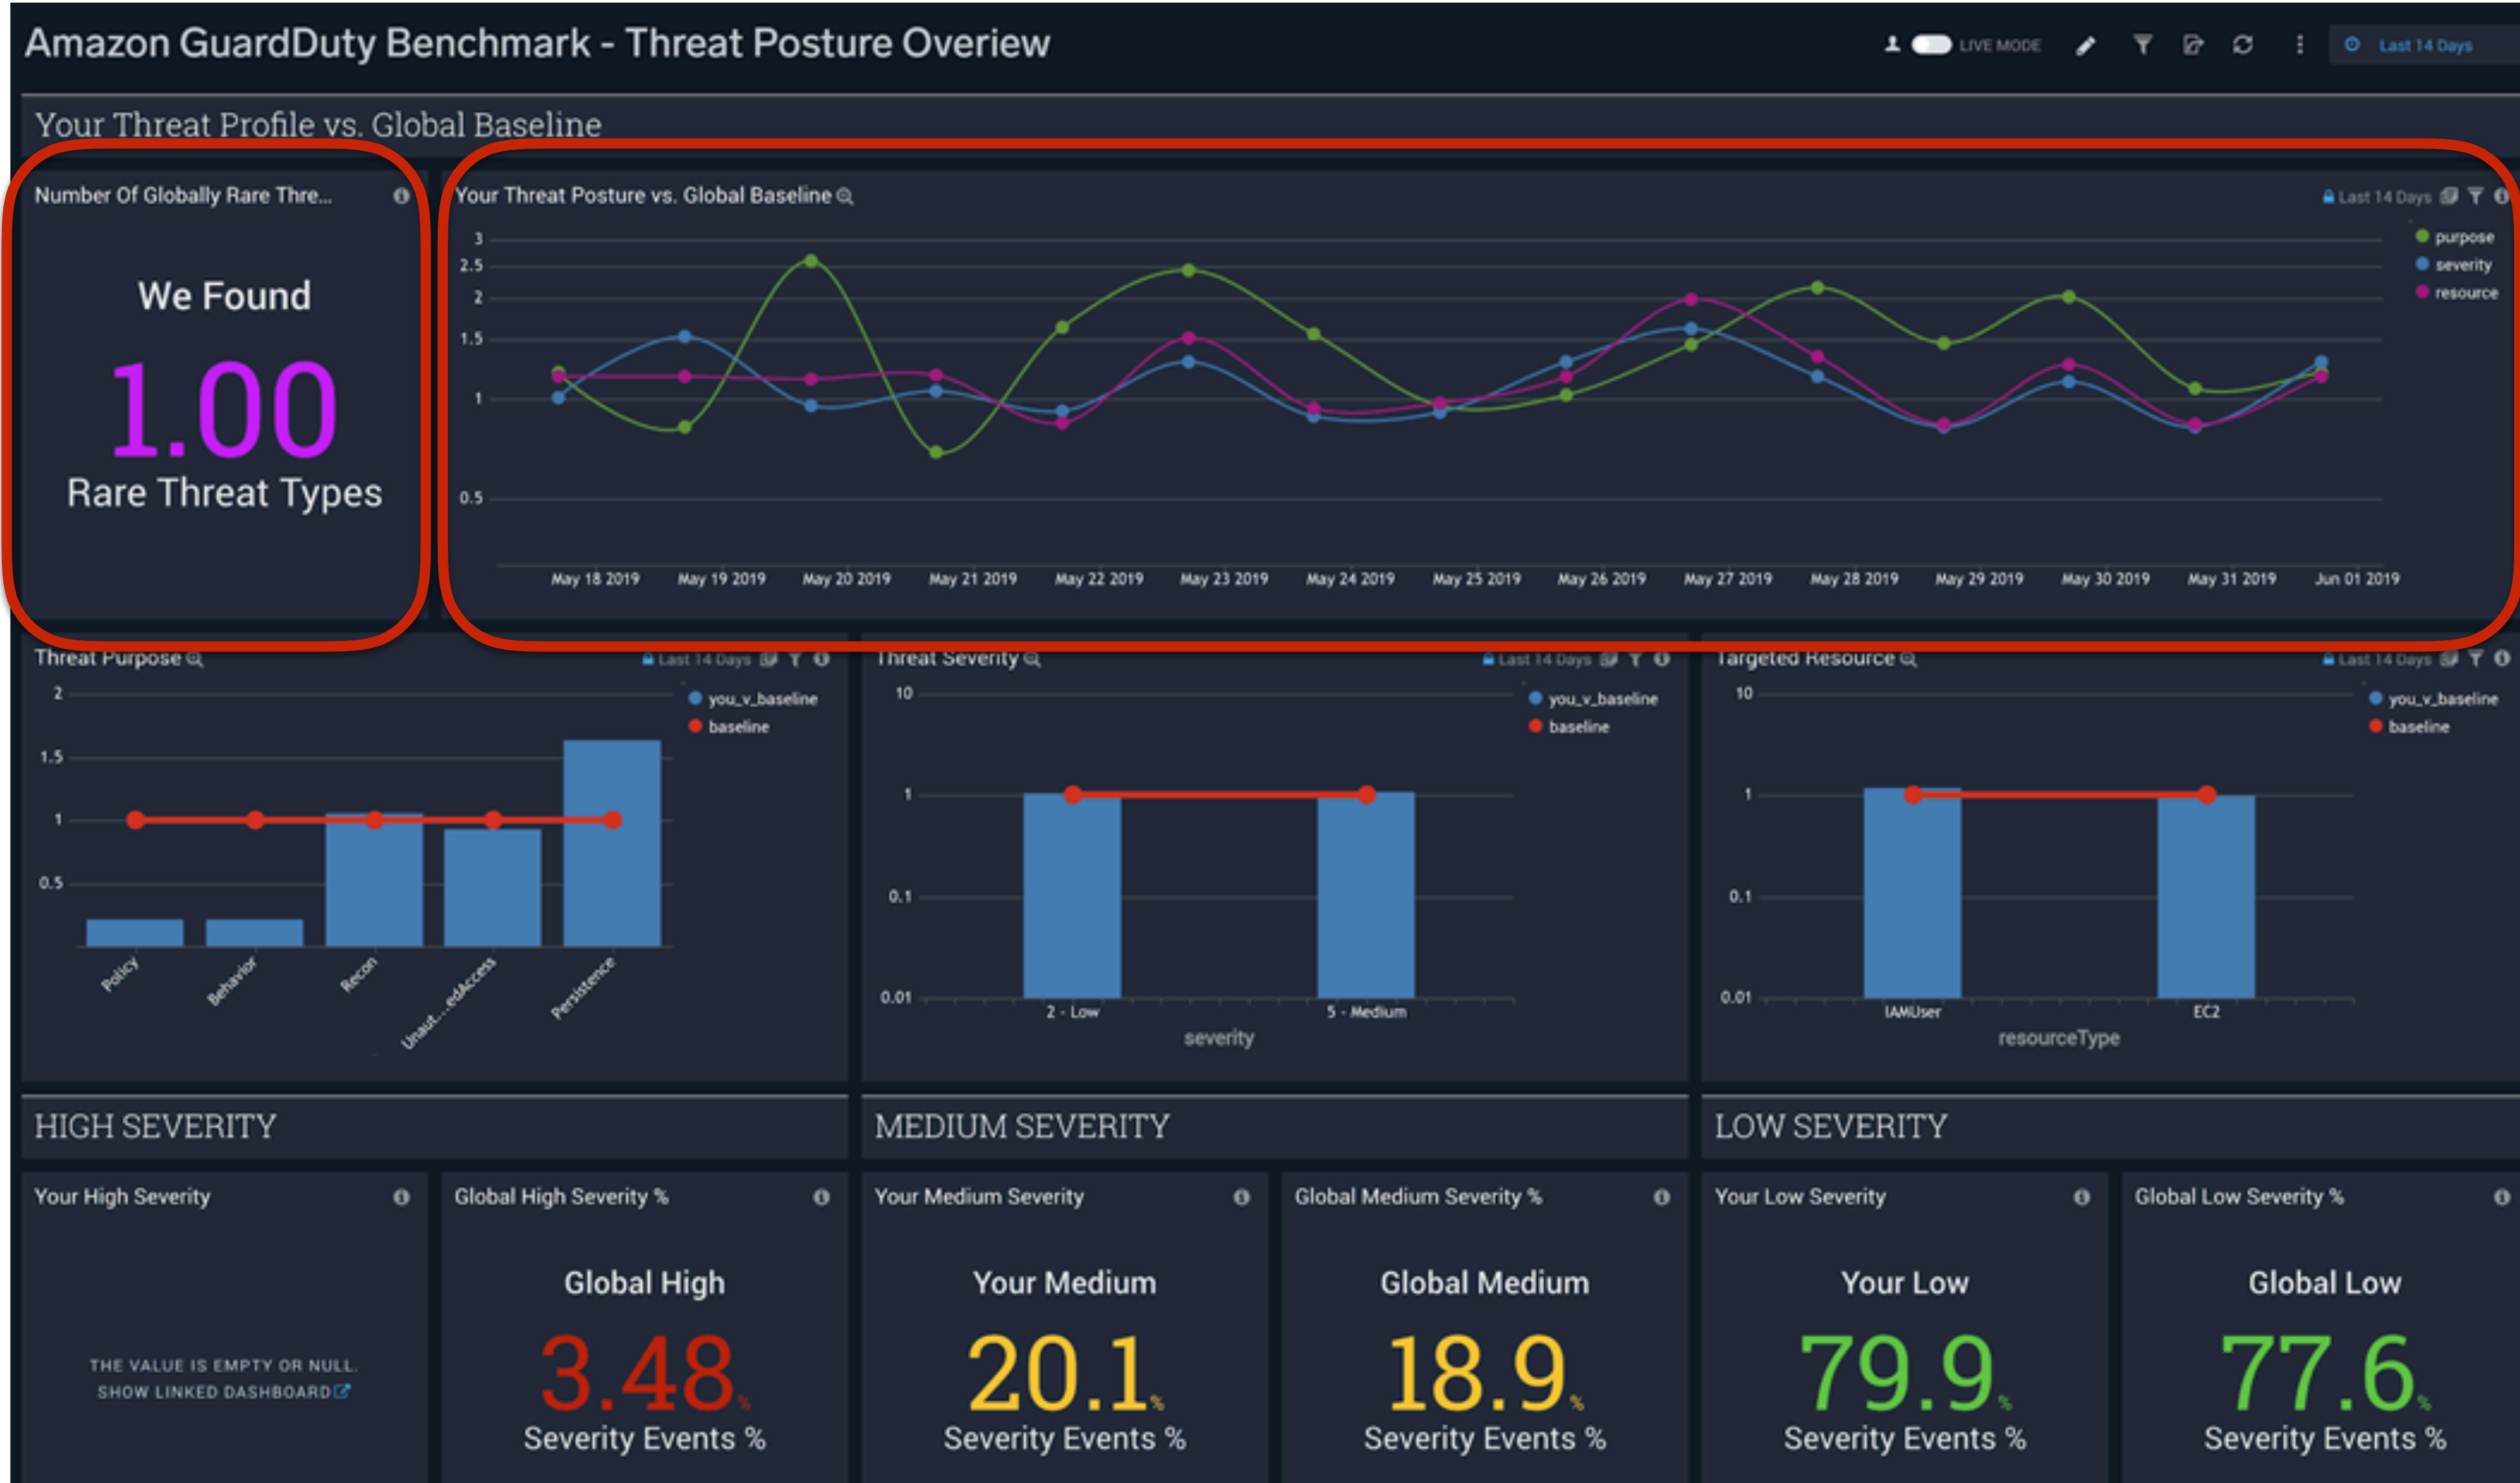 Amazon GuardDuty Benchmark - Threat Posture Overiew
LIVE MODE
Last 14 Days
Your Threat Profile vs. Global Baseline
Number Of Globally Rare Thre...
We Found
1.00
Rare Threat Types
Your Threat Posture vs. Global Baseline
Last 14 Days
3
2.5
2
1.5
1
0.5
purpose
severity
resource
May 18 2019 May 19 2019 May 20 2019 May 21 2019 May 22 2019 May 23 2019 May 24 2019 May 25 2019 May 26 2019 May 27 2019 May 28 2019 May 29 2019 May 30 2019 May 31 2019 Jun 01 2019
Threat Purpose
Last 14 Days
2
1.5
1
0.5
you_v_baseline
baseline
Policy
Behavior
Recon
Unaut...edAccess
Persistence
Threat Severity
Last 14 Days
10
1
0.1
0.01
you_v_baseline
baseline
2 - Low 5 - Medium
severity
Targeted Resource
Last 14 Days
10
1
0.1
0.01
you_v_baseline
baseline
IAMUser EC2
resourceType
HIGH SEVERITY
Your High Severity
THE VALUE IS EMPTY OR NULL.
SHOW LINKED DASHBOARD
Global High Severity %
Global High
3.48%
Severity Events %
MEDIUM SEVERITY
Your Medium Severity
Your Medium
20.1%
Severity Events %
Global Medium Severity %
Global Medium
18.9%
Severity Events %
LOW SEVERITY
Your Low Severity
Your Low
79.9%
Severity Events %
Global Low Severity %
Global Low
77.6%
Severity Events %